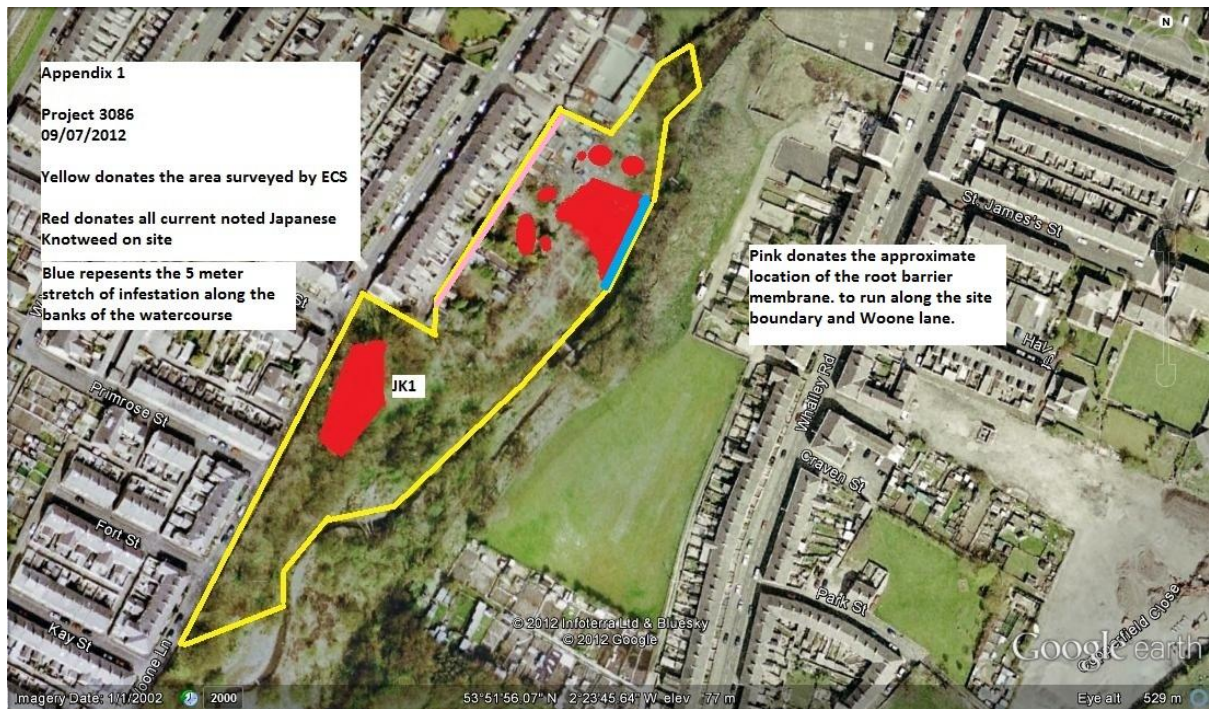 N
Appendix 1
Project 3086
09/07/2012
Yellow donates the area surveyed by ECS
Red donates all current noted Japanese
Knotweed on site
Blue repesents the 5 meter
stretch of infestation along the
banks of the watercourse
Pink donates the approximate
location of the root barrier
membrane. to run along the site
boundary and Woone lane.
St. James's St
St
JK1
Primrose St
Whalley Rd
Craven St
Fort St
Park St
Kay St
© 2012 Infoterra Ltd & Bluesky
© 2012 Google
Google earth
Imagery Date: 1/1/2002
2000
53°51'56.07" N
2°23'45.64" W
elev
77 m
Eye alt
529 m